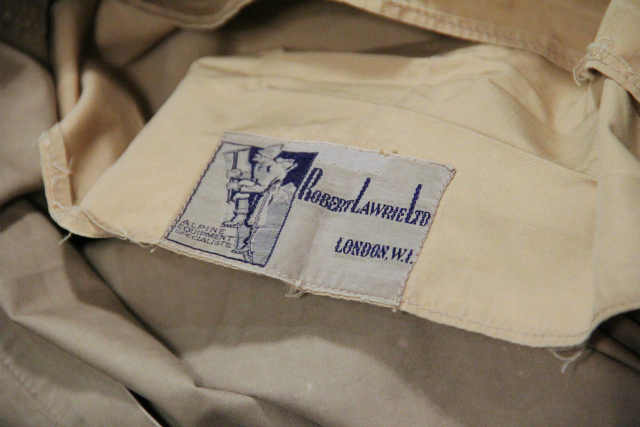 ROBERT LAWRIE LTD
LONDON, W.1.
ALPINE
EQUIPMENT
SPECIALISTS